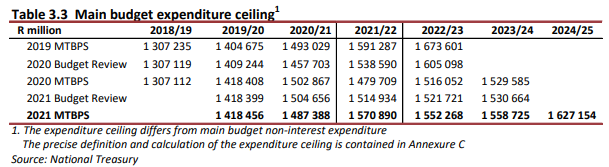 Table 3.3 Main budget expenditure ceiling1
R million 2018/19 2019/20 2020/21 2021/22 2022/23 2023/24 2024/25
2019 MTBPS 1 307 235 1 404 675 1 493 029 1 591 287 1 673 601
2020 Budget Review 1 307 119 1 409 244 1 457 703 1 538 590 1 605 098
2020 MTBPS 1 307 112 1 418 408 1 502 867 1 479 709 1 516 052 1 529 585
2021 Budget Review 1 418 399 1 504 656 1 514 934 1 521 721 1 530 664
2021 MTBPS 1 418 456 1 487 388 1 570 890 1 552 268 1 558 725 1 627 154
1. The expenditure ceiling differs from main budget non-interest expenditure
The precise definition and calculation of the expenditure ceiling is contained in Annexure C
Source: National Treasury